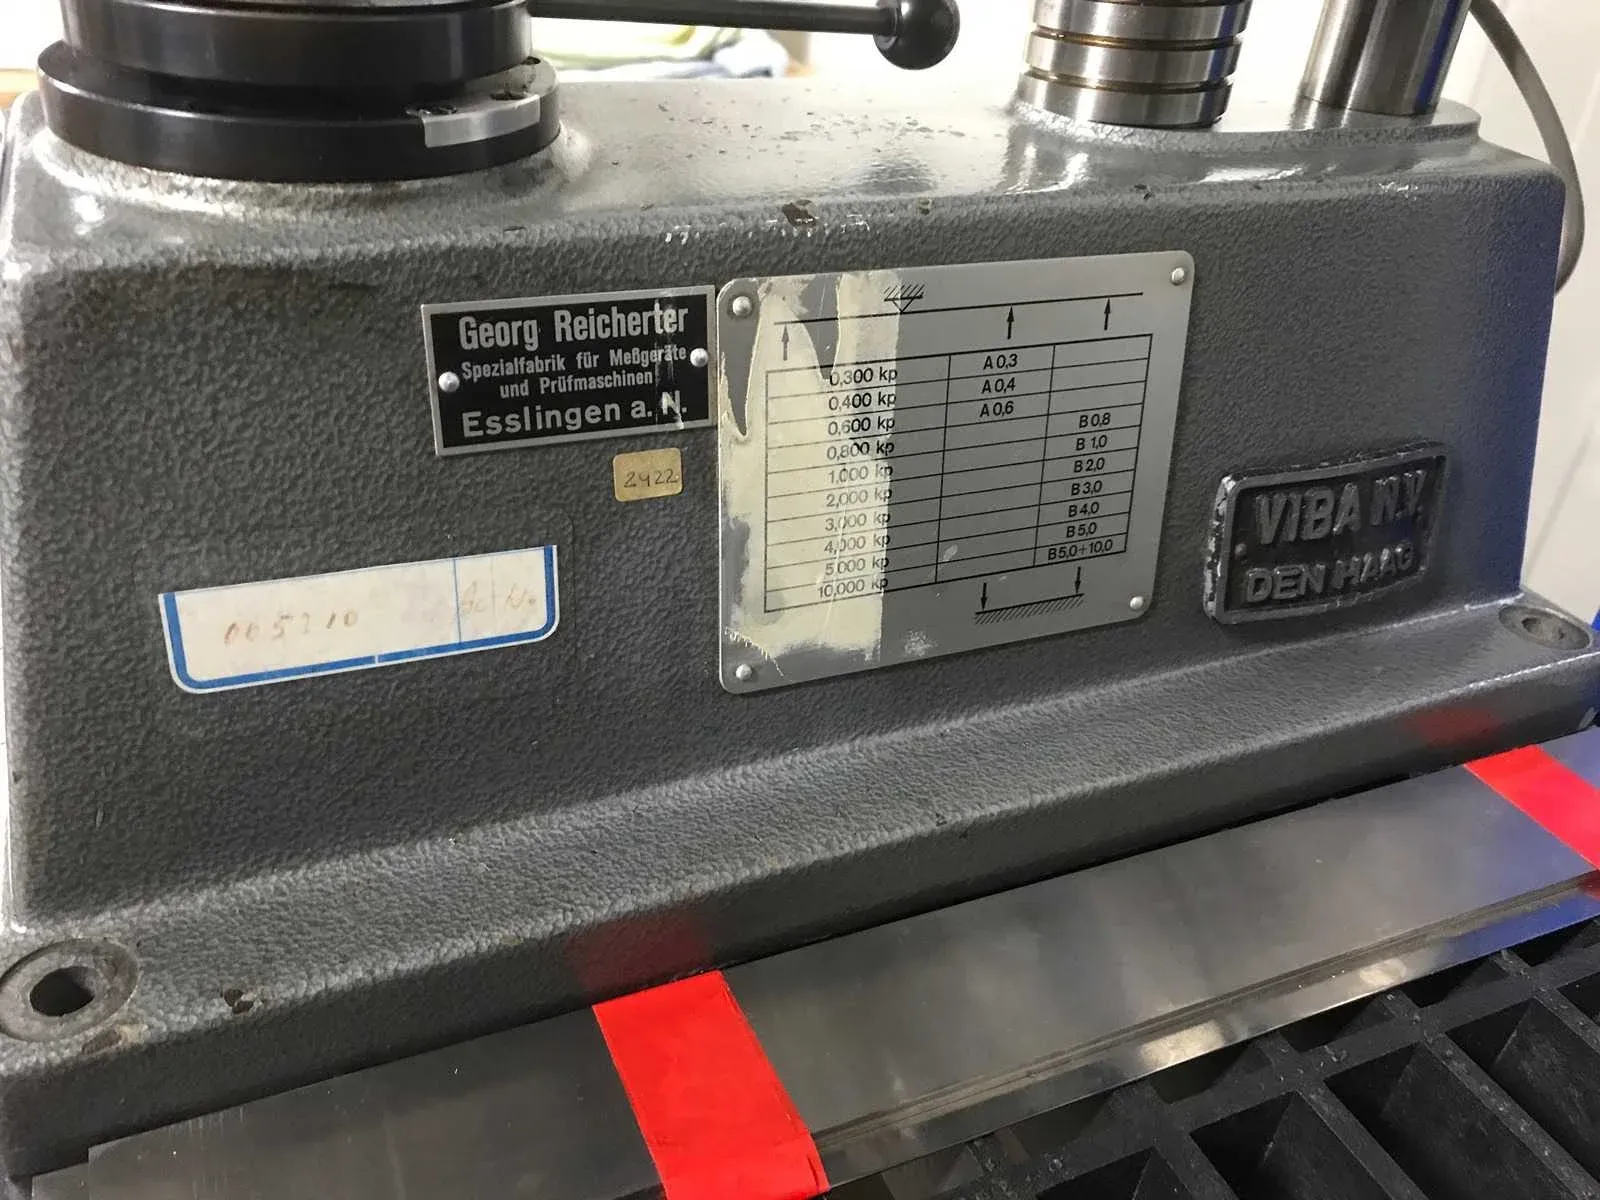 Georg Reicherter
Spezialfabrik für Meßgeräte
und Prüfmaschinen
Esslingen a. N.
2422
005210
0,300 kp A 0,3
0,400 kp A 0,4
0,600 kp A 0,6
0,800 kp B 0,8
1,000 kp B 1,0
2,000 kp B 2,0
3,000 kp B 3,0
4,000 kp B 4,0
5,000 kp B 5,0
10,000 kp B 5,0÷10,0
VIBA N.V.
DEN HAAG